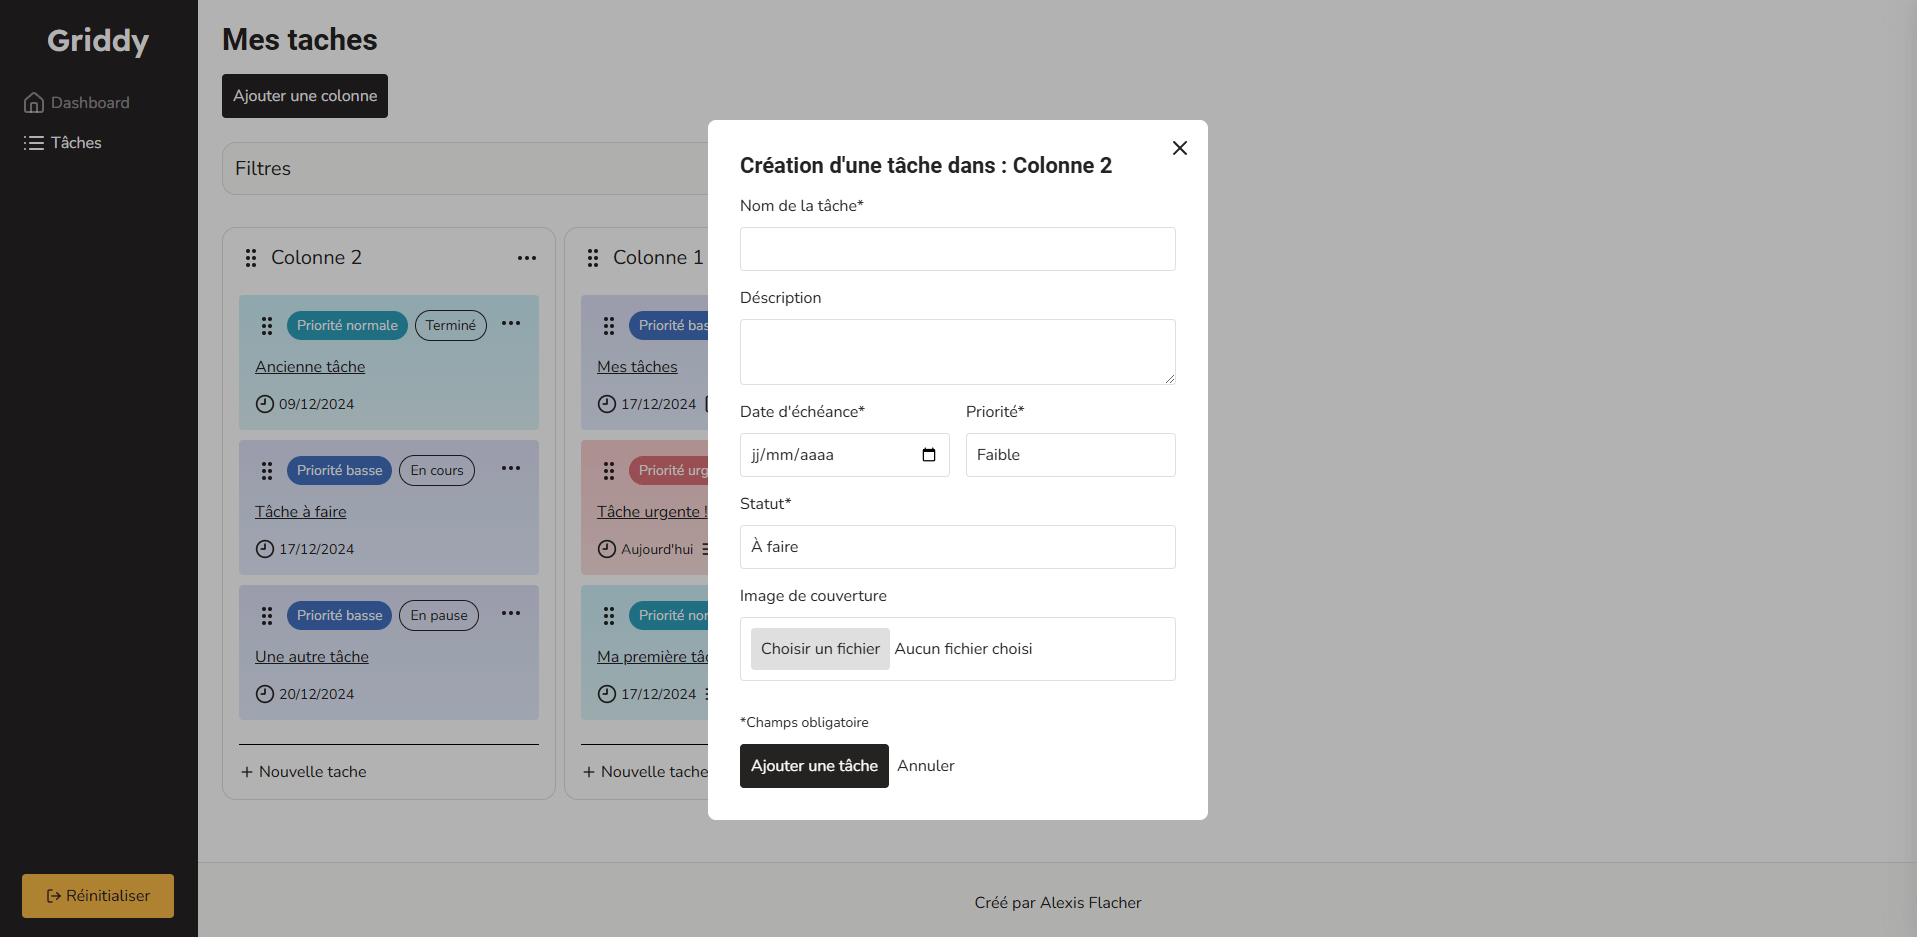 Griddy
Dashboard
Tâches
Réinitialiser
Mes taches
Ajouter une colonne
Filtres
Colonne 2
Priorité normale
Terminé
Ancienne tâche
09/12/2024
Priorité basse
En cours
Tâche à faire
17/12/2024
Priorité basse
En pause
Une autre tâche
20/12/2024
+ Nouvelle tache
Colonne 1
Priorité bas
Mes tâches
17/12/2024
Priorité urg
Tâche urgente !
Aujourd'hui
Priorité nor
Ma première tâc
17/12/2024
+ Nouvelle tache
Création d'une tâche dans : Colonne 2
Nom de la tâche*
Déscription
Date d'échéance*
Priorité*
jj/mm/aaaa
Faible
Statut*
À faire
Image de couverture
Choisir un fichier Aucun fichier choisi
*Champs obligatoire
Ajouter une tâche
Annuler
Créé par Alexis Flacher